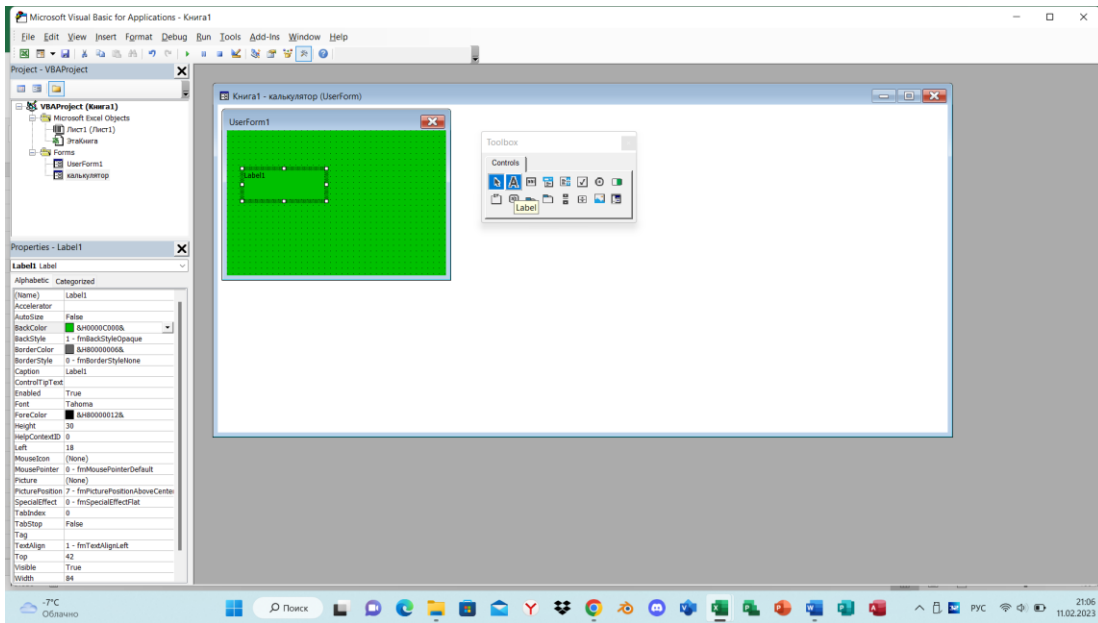 Microsoft Visual Basic for Applications - Книга1
File Edit View Insert Format Debug Run Tools Add-Ins Window Help
Project - VBAProject
VBAProject (Книга1)
Microsoft Excel Objects
Лист1 (Лист1)
ЭтаКнига
Forms
UserForm1
калькулятор
Properties - Label1
Label1 Label
Alphabetic Categorized
(Name) Label1
Accelerator
AutoSize False
BackColor &H0000C000&
BackStyle 1 - fmBackStyleOpaque
BorderColor &H80000006&
BorderStyle 0 - fmBorderStyleNone
Caption Label1
ControlTipText
Enabled True
Font Tahoma
ForeColor &H80000012&
Height 30
HelpContextID 0
Left 18
MouseIcon (None)
MousePointer 0 - fmMousePointerDefault
Picture (None)
PicturePosition 7 - fmPicturePositionAboveCenter
SpecialEffect 0 - fmSpecialEffectFlat
TabIndex 0
TabStop False
Tag
TextAlign 1 - fmTextAlignLeft
Top 42
Visible True
Width 84
Книга1 - калькулятор (UserForm)
UserForm1
Label1
Toolbox
Controls
Label
-7°C
Облачно
Поиск
РУС
21:06
11.02.2023